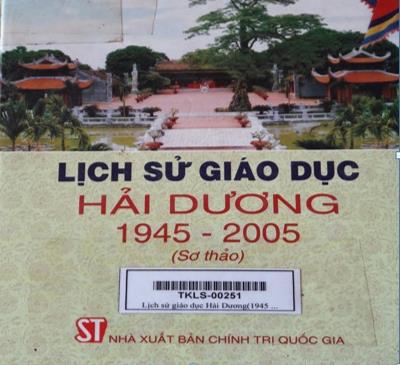 LỊCH SỬ GIÁO DỤC
HẢI DƯƠNG
1945 - 2005
(Sơ thảo)
TKLS-00251
Lịch sử giáo dục Hải Dương(1945 ...
ST NHÀ XUẤT BẢN CHÍNH TRỊ QUỐC GIA